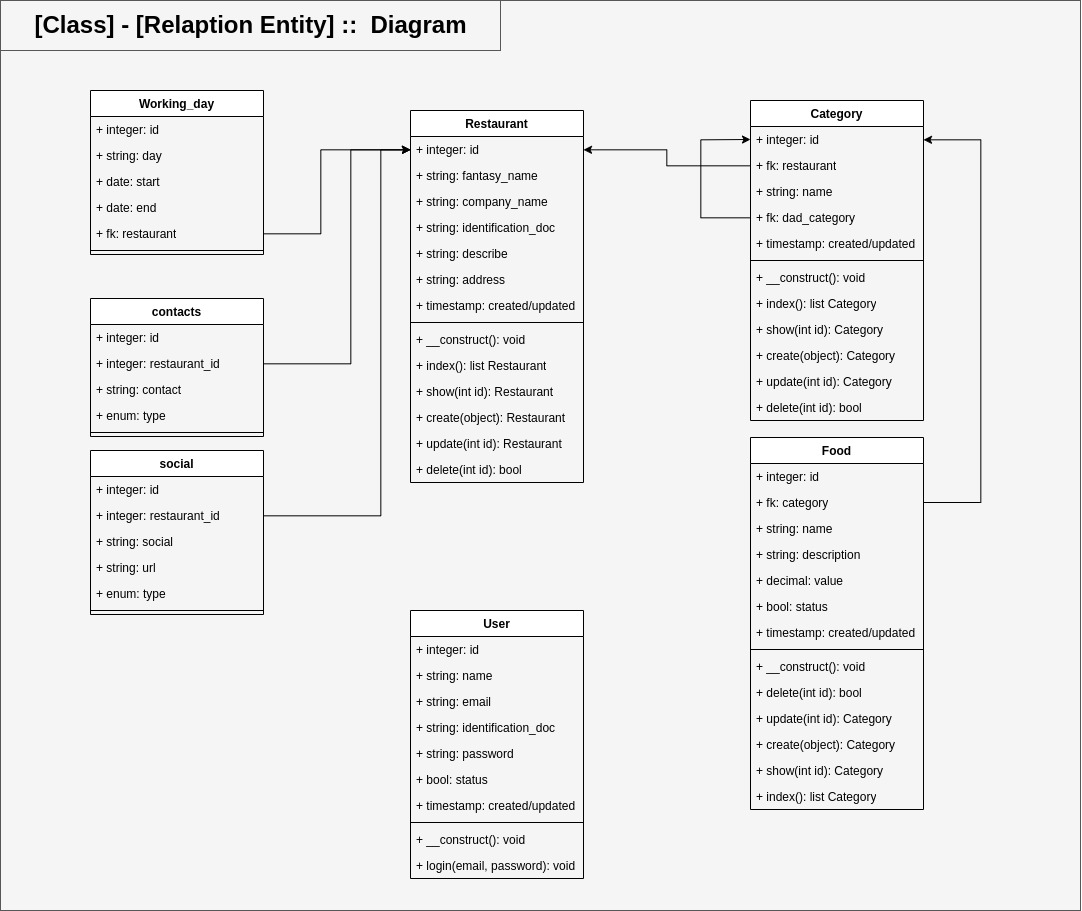 [Class] - [Relaption Entity] ::  Diagram
Working_day
+ integer: id
+ string: day
+ date: start
+ date: end
+ fk: restaurant
contacts
+ integer: id
+ integer: restaurant_id
+ string: contact
+ enum: type
social
+ integer: id
+ integer: restaurant_id
+ string: social
+ string: url
+ enum: type
Restaurant
+ integer: id
+ string: fantasy_name
+ string: company_name
+ string: identification_doc
+ string: describe
+ string: address
+ timestamp: created/updated
+ __construct(): void
+ index(): list Restaurant
+ show(int id): Restaurant
+ create(object): Restaurant
+ update(int id): Restaurant
+ delete(int id): bool
User
+ integer: id
+ string: name
+ string: email
+ string: identification_doc
+ string: password
+ bool: status
+ timestamp: created/updated
+ __construct(): void
+ login(email, password): void
Category
+ integer: id
+ fk: restaurant
+ string: name
+ fk: dad_category
+ timestamp: created/updated
+ __construct(): void
+ index(): list Category
+ show(int id): Category
+ create(object): Category
+ update(int id): Category
+ delete(int id): bool
Food
+ integer: id
+ fk: category
+ string: name
+ string: description
+ decimal: value
+ bool: status
+ timestamp: created/updated
+ __construct(): void
+ delete(int id): bool
+ update(int id): Category
+ create(object): Category
+ show(int id): Category
+ index(): list Category